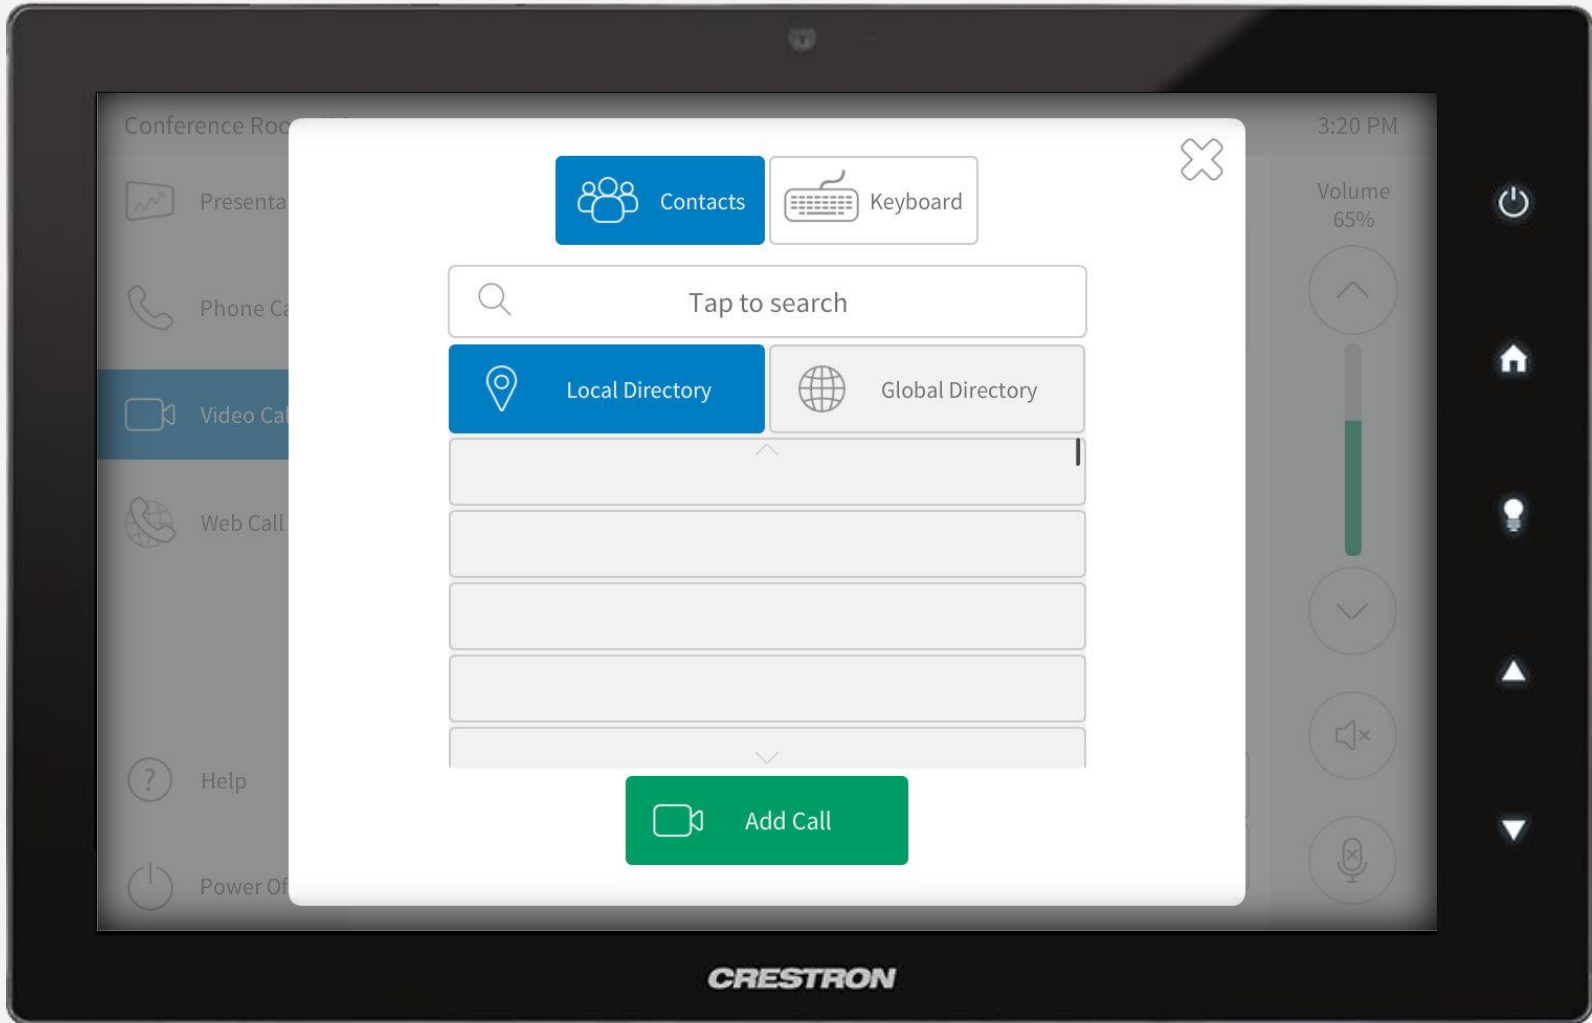 Conference Roo
3:20 PM
Contacts
Keyboard
Presenta
Volume
65%
Tap to search
Phone Ca
Local Directory
Global Directory
Video Cal
Web Call
Help
Add Call
Power Of
CRESTRON